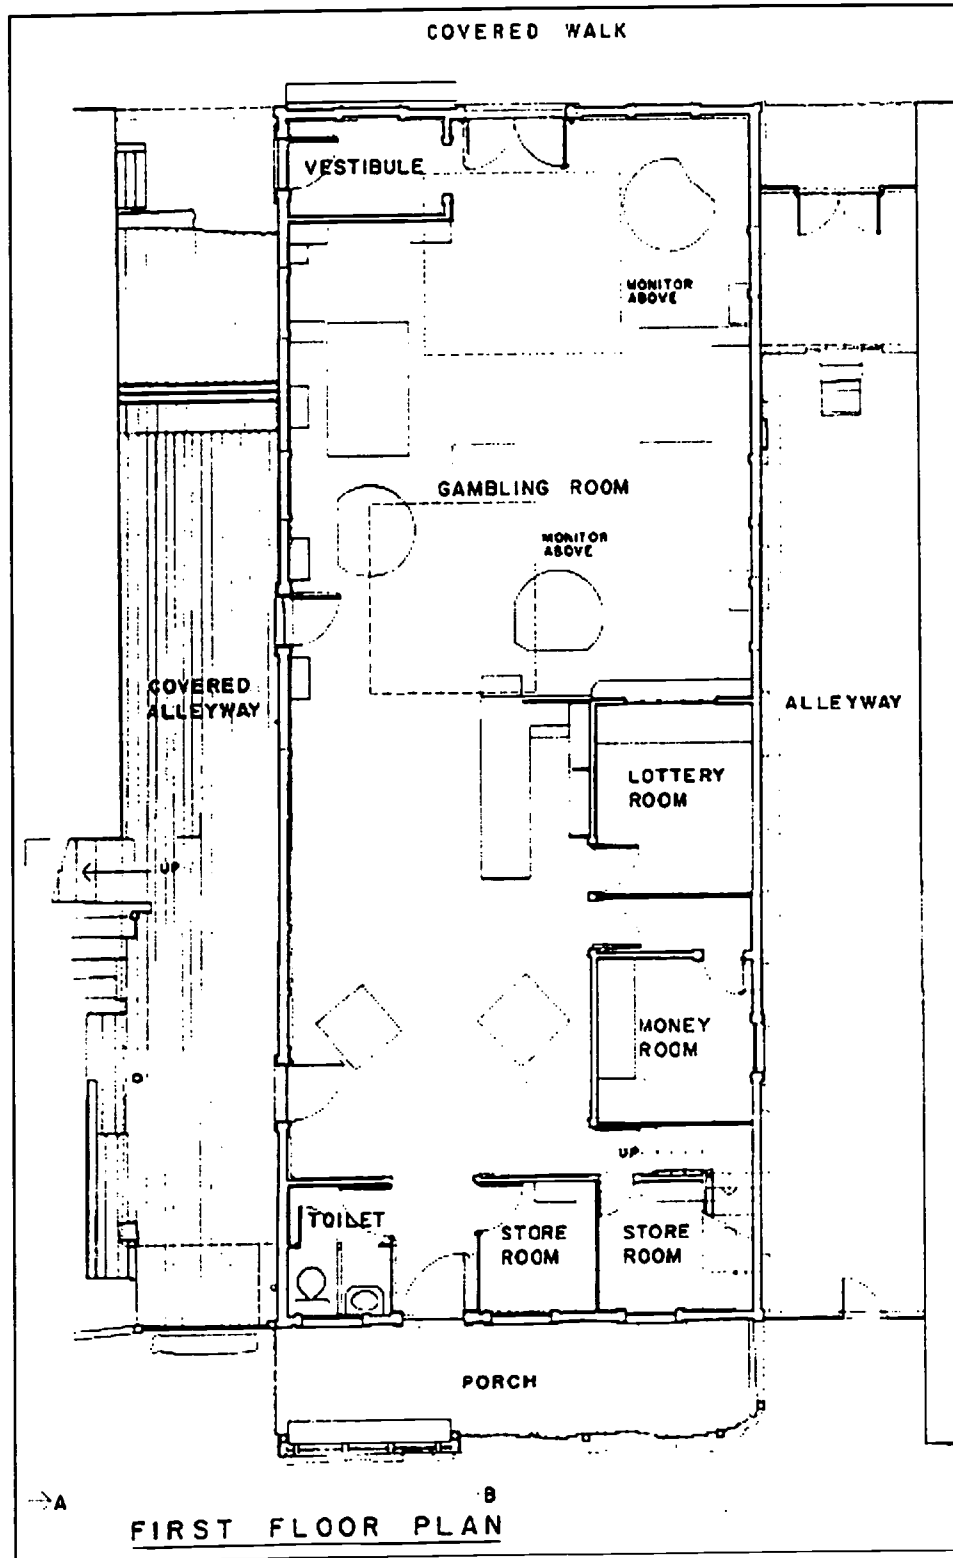 COVERED WALK
VESTIBULE
MONITOR
ABOVE
GAMBLING ROOM
MONITOR
ABOVE
COVERED
ALLEYWAY
ALLEYWAY
LOTTERY
ROOM
UP
MONEY
ROOM
UP
TOILET
STORE
ROOM
STORE
ROOM
PORCH
A
B
FIRST FLOOR PLAN